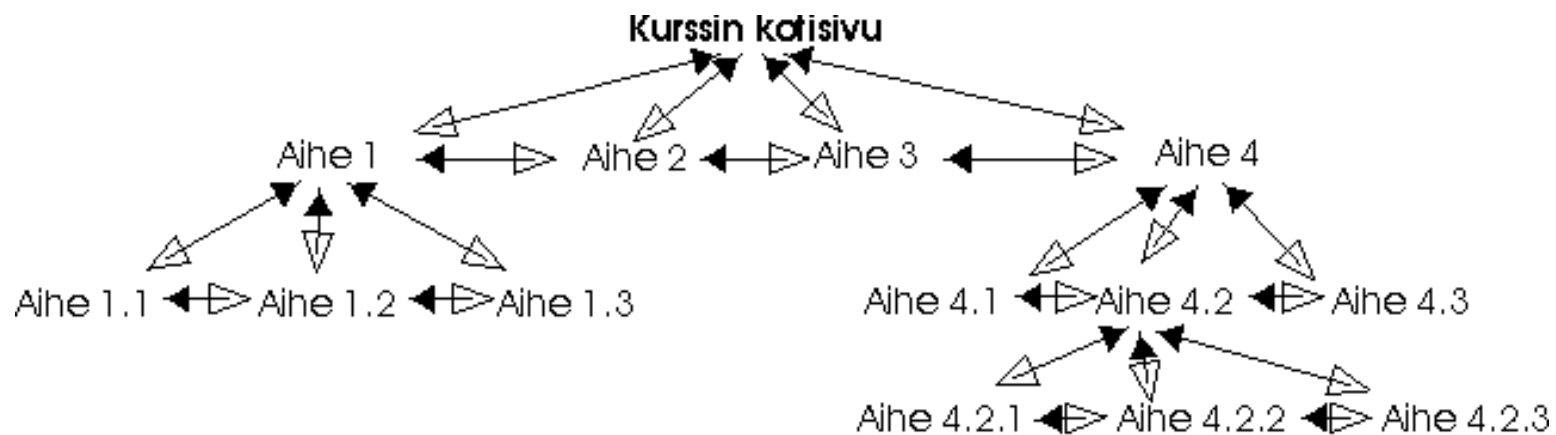 Kurssin kotisivu
Aihe 1 Aihe 2 Aihe 3 Aihe 4
Aihe 1.1 Aihe 1.2 Aihe 1.3 Aihe 4.1 Aihe 4.2 Aihe 4.3
Aihe 4.2.1 Aihe 4.2.2 Aihe 4.2.3